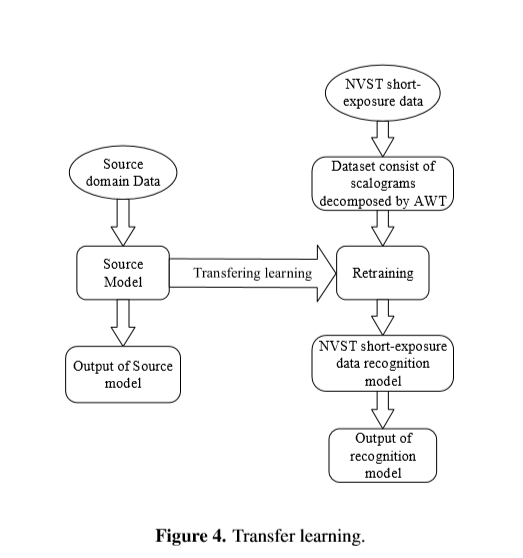 NVST short-
exposure data
Source
domain Data
Dataset consist of
scalograms
decomposed by AWT
Source
Model
Transfering learning
Retraining
Output of Source
model
NVST short-exposure
data recognition
model
Output of
recognition
model
Figure 4. Transfer learning.